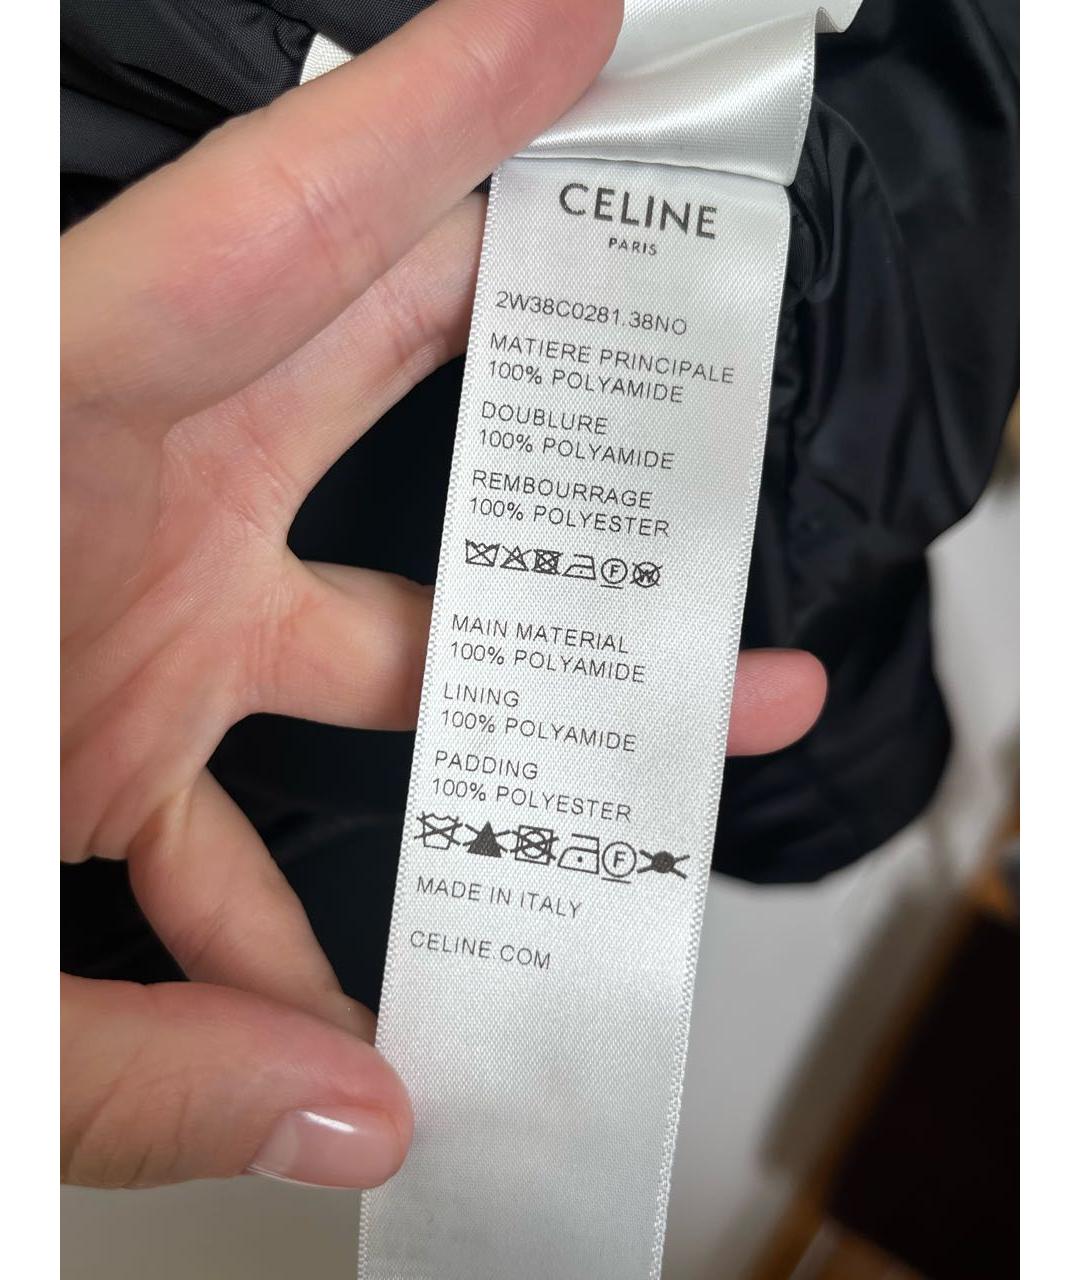 CELINE
PARIS
2W38C0281.38NO
MATIERE PRINCIPALE
100% POLYAMIDE
DOUBLURE
100% POLYAMIDE
REMBOURRAGE
100% POLYESTER
F W
MAIN MATERIAL
100% POLYAMIDE
LINING
100% POLYAMIDE
PADDING
100% POLYESTER
F
MADE IN ITALY
CELINE.COM